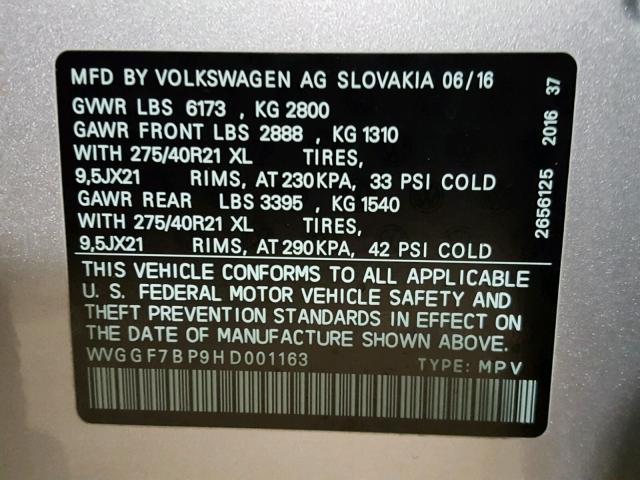 MFD BY VOLKSWAGEN AG SLOVAKIA 06/16
GVWR LBS 6173 , KG 2800
GAWR FRONT LBS 2888 , KG 1310
WITH 275/40R21 XL TIRES,
9,5JX21 RIMS, AT 230 KPA, 33 PSI COLD
GAWR REAR LBS 3395 , KG 1540
WITH 275/40R21 XL TIRES,
9,5JX21 RIMS, AT 290 KPA, 42 PSI COLD
THIS VEHICLE CONFORMS TO ALL APPLICABLE
U. S. FEDERAL MOTOR VEHICLE SAFETY AND
THEFT PREVENTION STANDARDS IN EFFECT ON
THE DATE OF MANUFACTURE SHOWN ABOVE.
WVGGF7BP9HD001163 TYPE: MPV
2656125 2016 37